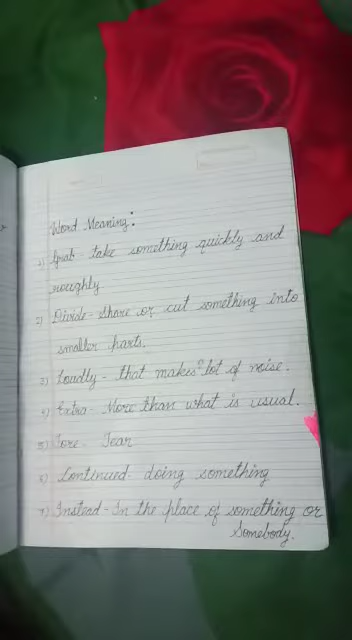 Word Meaning:
1) Grab - take something quickly and
roughly
2) Divide - Share or cut something into
smaller parts.
3) Loudly - that makes a lot of noise.
4) Extra - More than what is usual.
5) Tore - Tear
6) Continued - doing something
7) Instead - In the place of something or
Somebody.